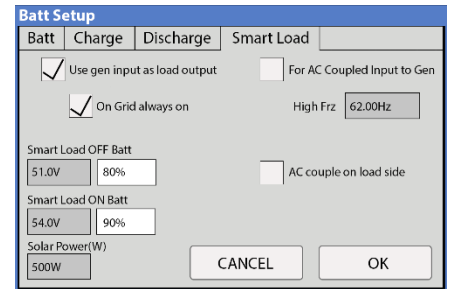 Batt Setup
Batt Charge Discharge Smart Load
Use gen input as load output For AC Coupled Input to Gen
On Grid always on High Frz 62.00Hz
Smart Load OFF Batt
51.0V 80% AC couple on load side
Smart Load ON Batt
54.0V 90%
Solar Power(W)
500W CANCEL OK